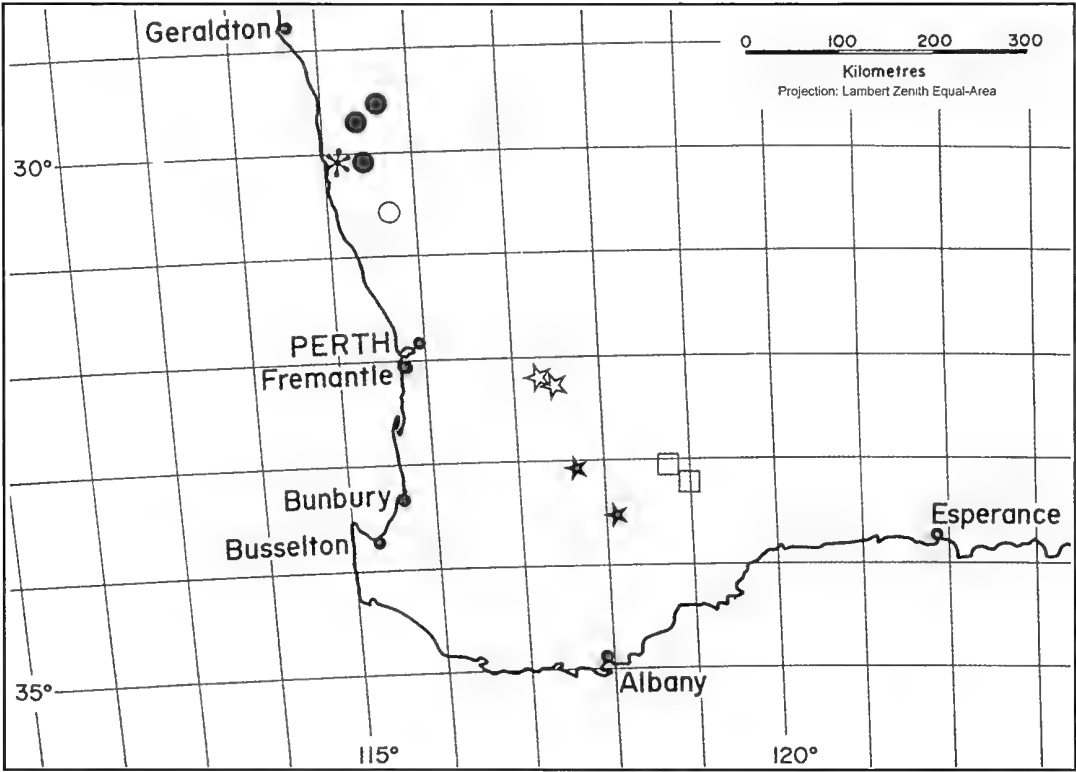 Geraldton
0 100 200 300
Kilometres
Projection: Lambert Zenith Equal-Area
30°
PERTH
Fremantle
Bunbury
Busselton
Esperance
Albany
35°
115° 120°